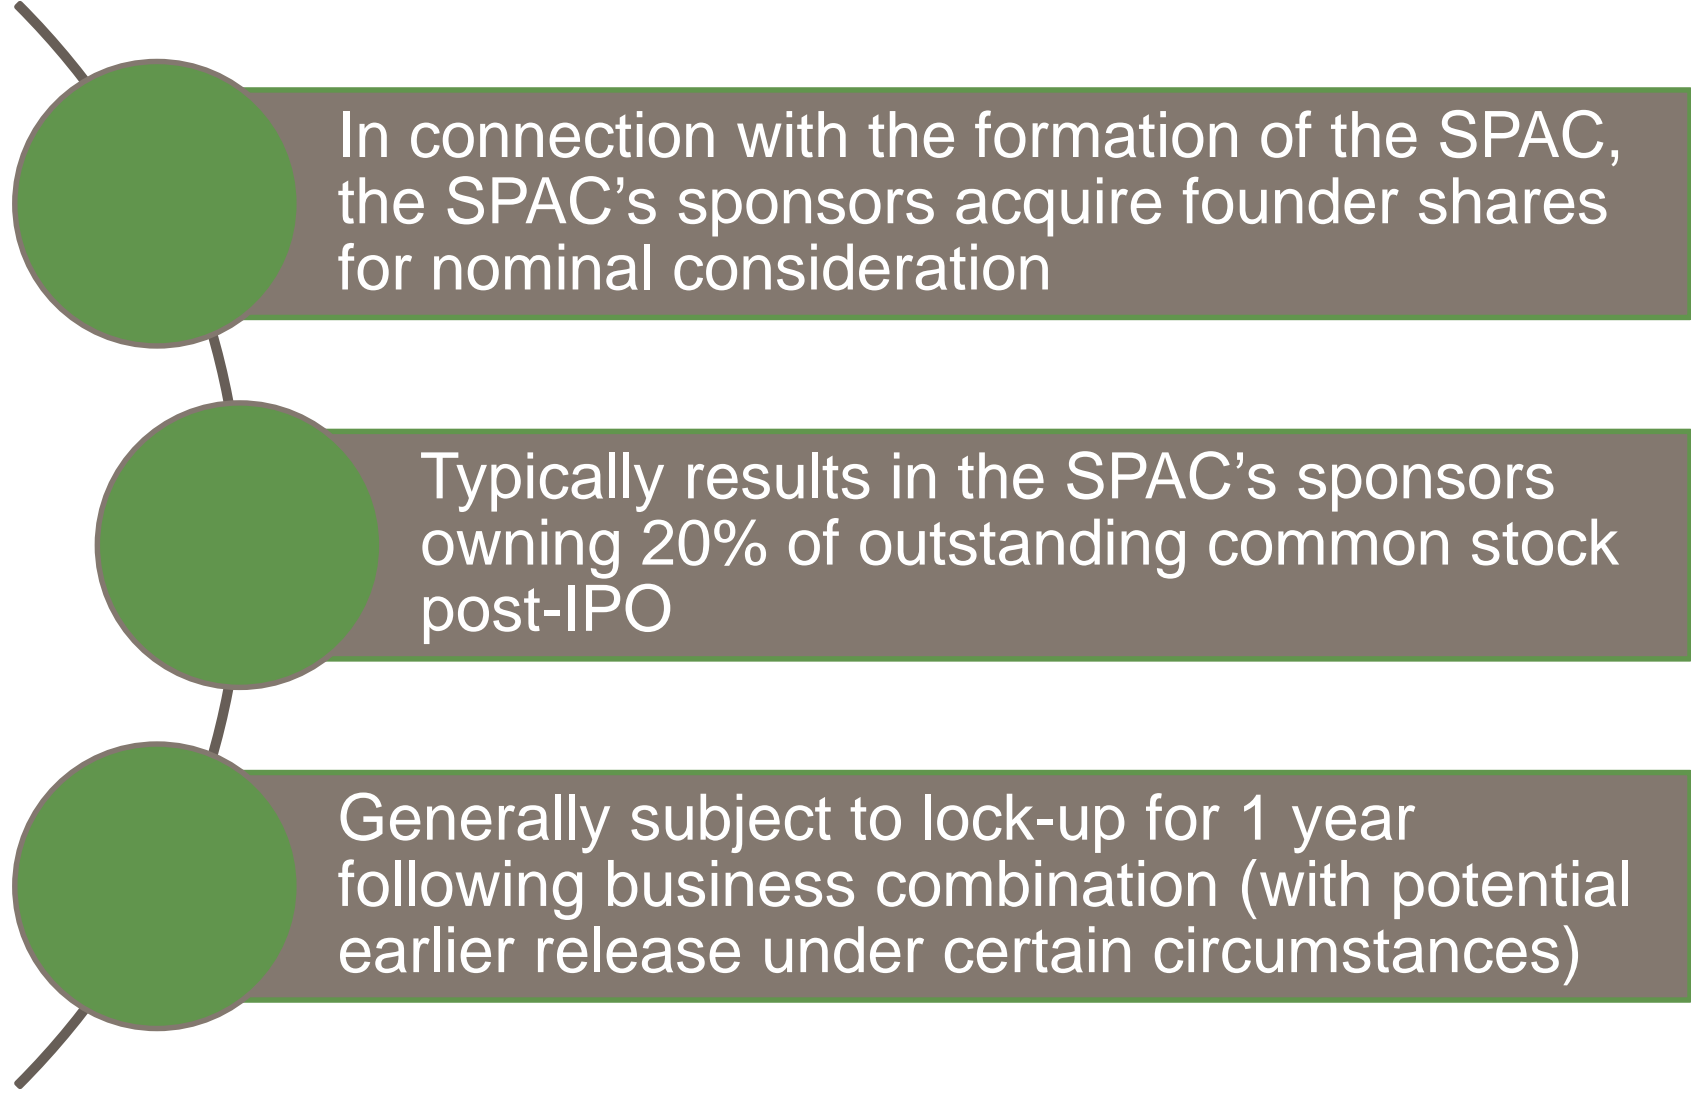 In connection with the formation of the SPAC,
the SPAC’s sponsors acquire founder shares
for nominal consideration
Typically results in the SPAC’s sponsors
owning 20% of outstanding common stock
post-IPO
Generally subject to lock-up for 1 year
following business combination (with potential
earlier release under certain circumstances)